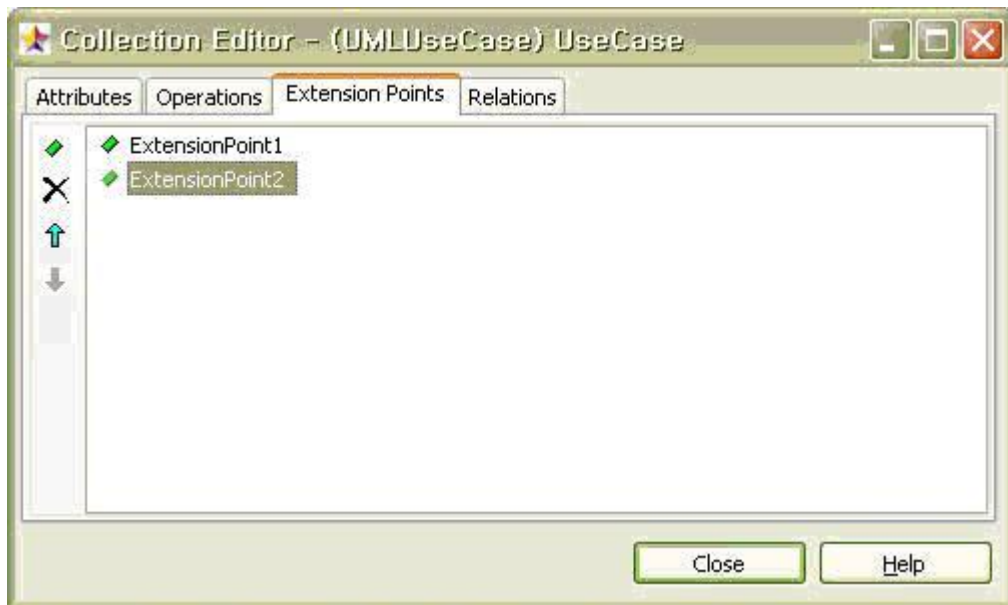 Collection Editor - (UMLUseCase) UseCase
Attributes Operations Extension Points Relations
ExtensionPoint1
ExtensionPoint2
Close Help